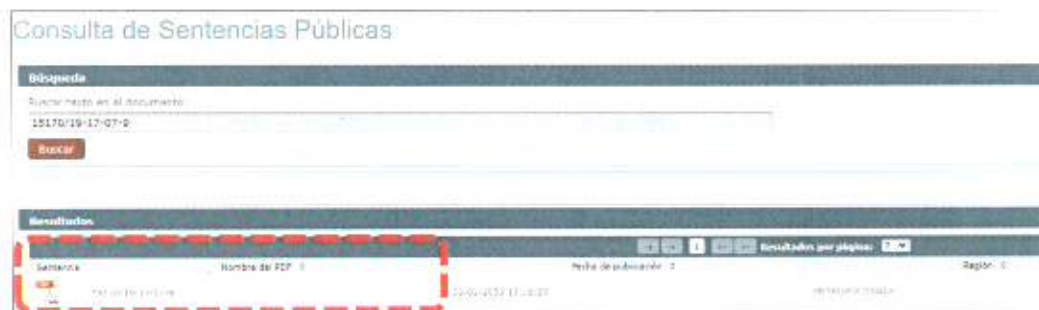 Consulta de Sentencias Públicas
Búsqueda
Buscar texto en el documento
15170/19-17-07-9
Buscar
Resultados
1 Resultados por página:
Sentencia Nombre del PDF Fecha de publicación Región